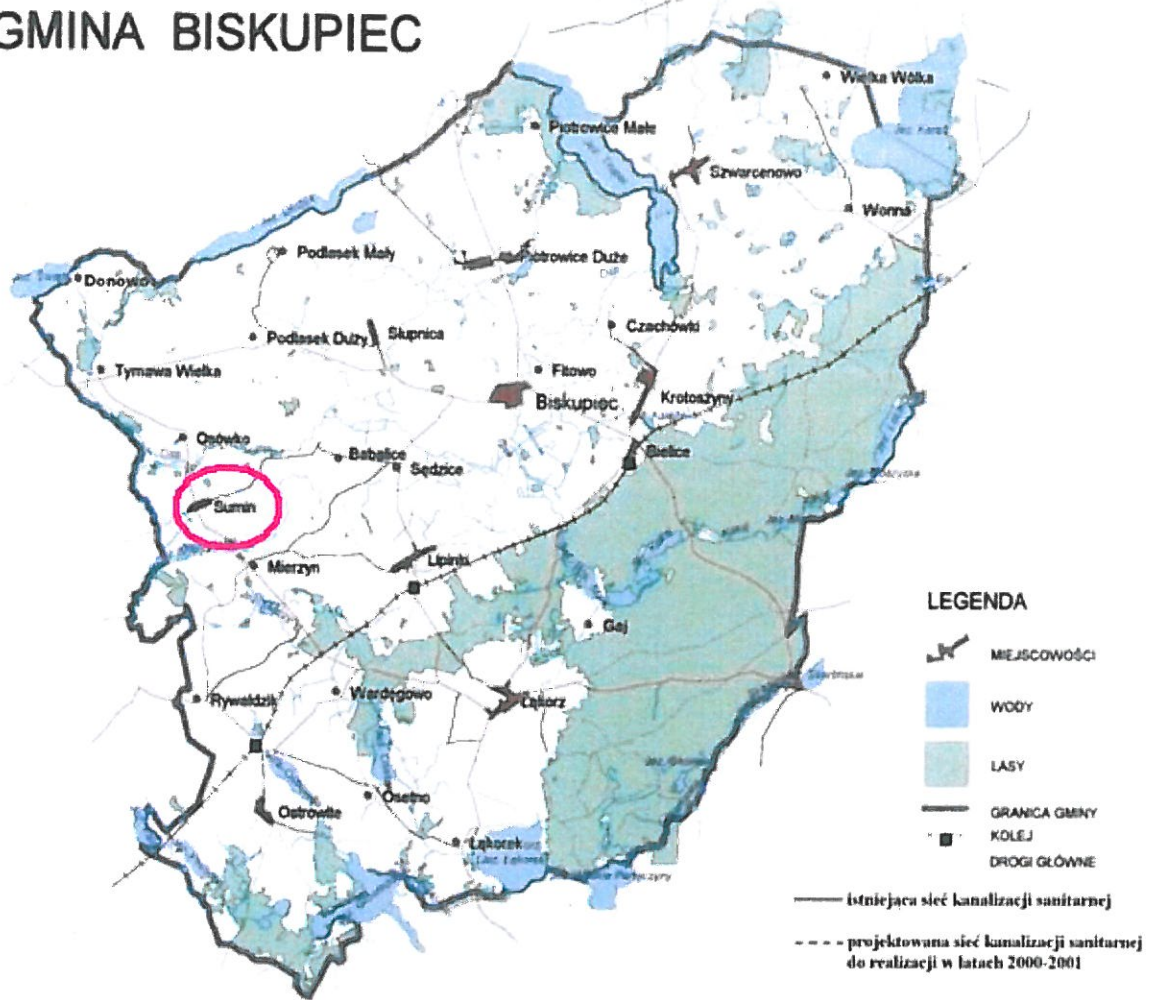 GMINA BISKUPIEC
Wielka Wólka
Piotrowice Małe
Jez. Karaś
Szwarcenowo
Wonna
Podlasek Mały
Piotrowice Duże
Donowo
Czachówki
Podlasek Duży
Słupnica
Tymawa Wielka
Fitowo
Biskupiec
Krotoszyny
Osówko
Babalice
Sędzice
Bielice
Sumin
Mierzyn
Lipinki
Gaj
Rywałdzik
Wardęgowo
Łąkorz
Ostrowite
Osetno
Łąkorek
LEGENDA
MIEJSCOWOŚCI
WODY
LASY
GRANICA GMINY
KOLEJ
DROGI GŁÓWNE
istniejąca sieć kanalizacji sanitarnej
projektowana sieć kanalizacji sanitarnej
do realizacji w latach 2000-2001